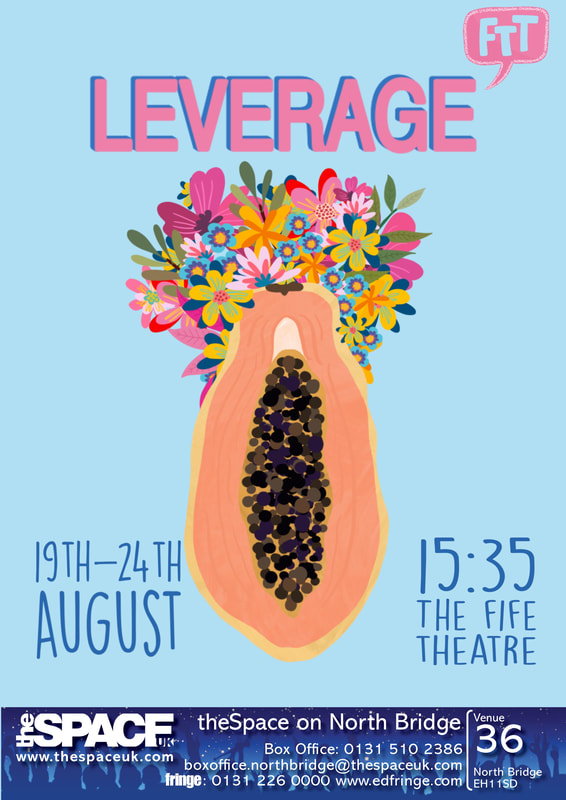 FTT
LEVERAGE
19TH–24TH
AUGUST
15:35
THE FIFE
THEATRE
the SPACE UK
www.thespaceuk.com
theSpace on North Bridge
Box Office: 0131 510 2386
boxoffice.northbridge@thespaceuk.com
fringe: 0131 226 0000 www.edfringe.com
Venue
36
North Bridge
EH11SD